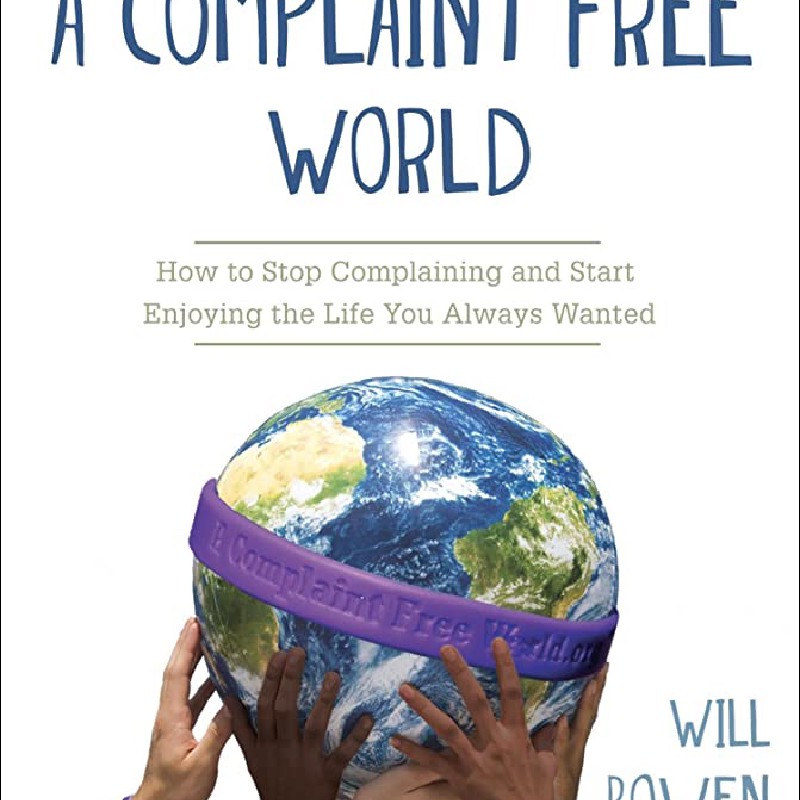 A COMPLAINT FREE
WORLD
How to Stop Complaining and Start
Enjoying the Life You Always Wanted
A Complaint Free World.or
WILL
BOWEN